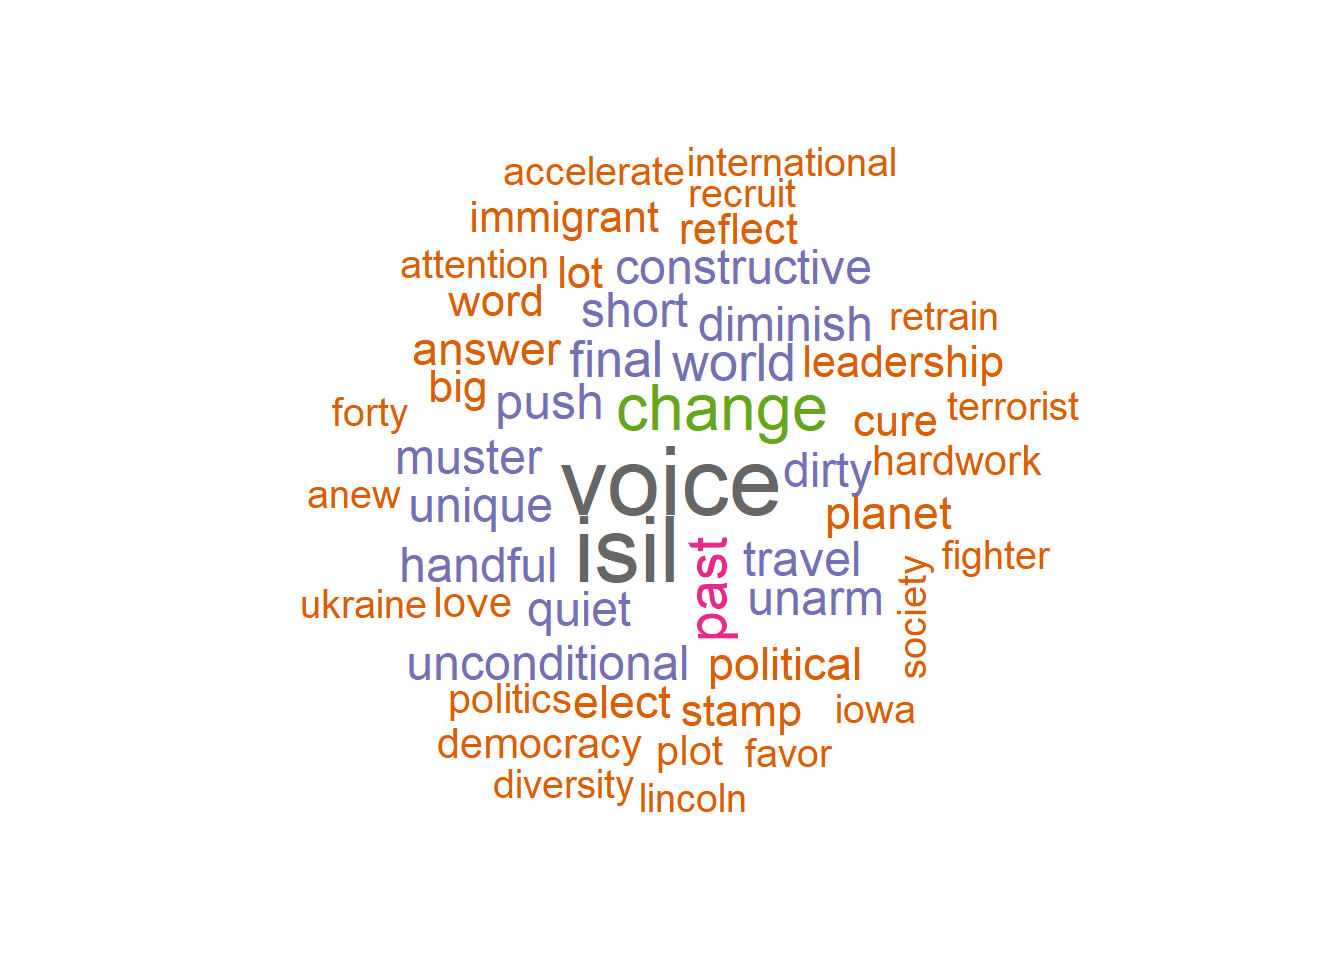 accelerate international
recruit
immigrant reflect
attention lot constructive
word short diminish retrain
answer final world leadership
big push change cure terrorist
forty
muster voice dirty hardwork
anew unique planet
handful isil past travel fighter
ukraine love quiet unarm society
unconditional political
politics elect stamp iowa
democracy plot favor
diversity lincoln